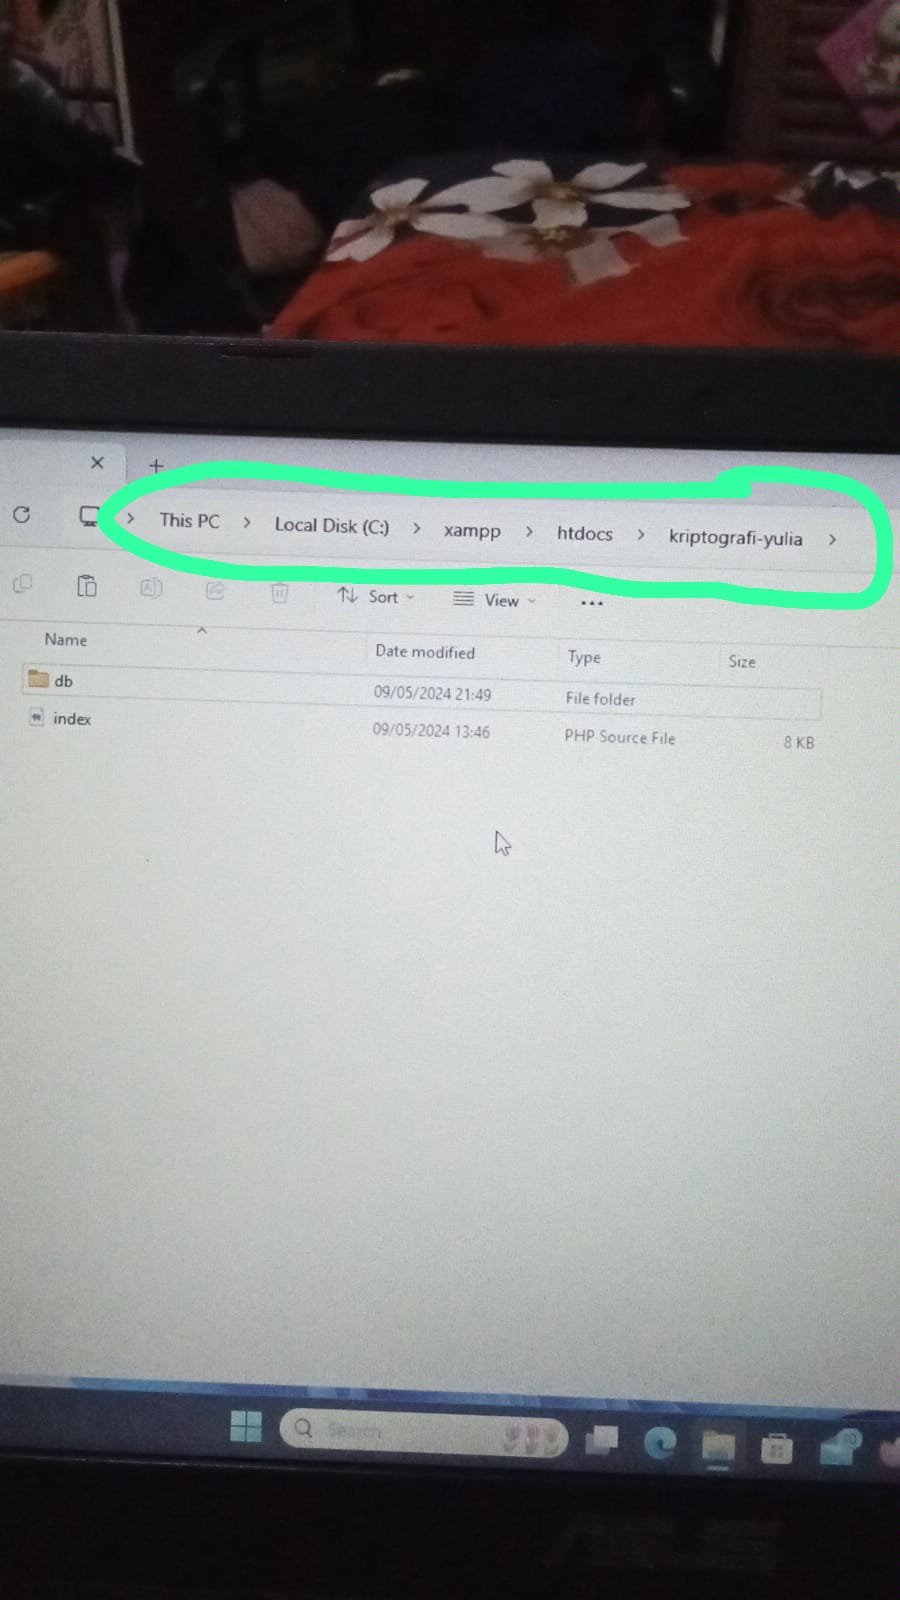 This PC > Local Disk (C:) > xampp > htdocs > kriptografi-yulia >
Sort View ...
Name Date modified Type Size
db 09/05/2024 21:49 File folder
index 09/05/2024 13:46 PHP Source File 8 KB
Search